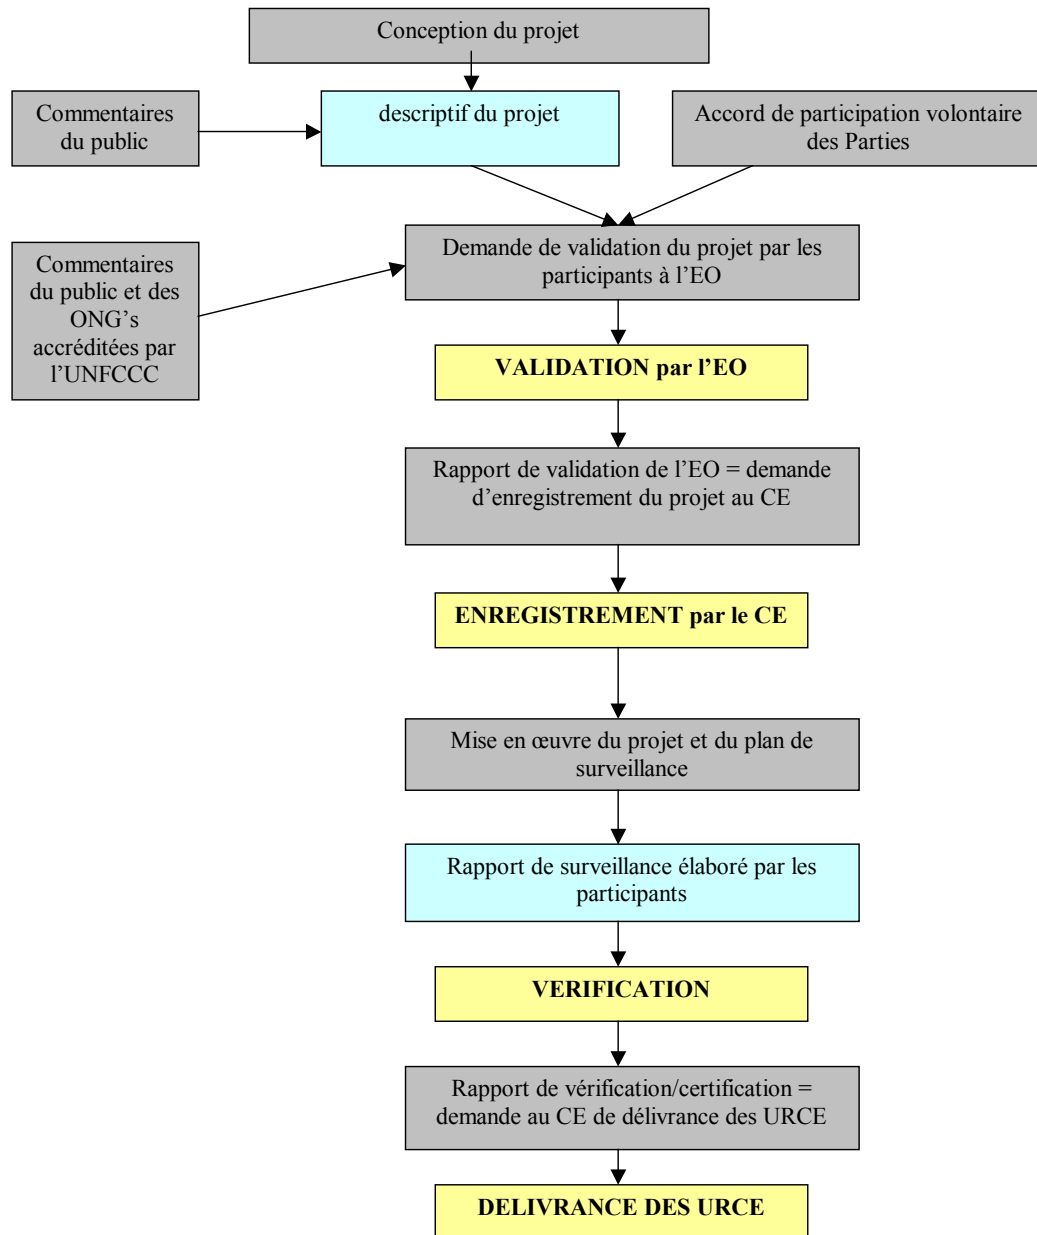 Conception du projet
Commentaires
du public
descriptif du projet
Accord de participation volontaire
des Parties
Commentaires
du public et des
ONG's
accréditées par
l'UNFCCC
Demande de validation du projet par les
participants à l'EO
VALIDATION par l'EO
Rapport de validation de l'EO = demande
d'enregistrement du projet au CE
ENREGISTREMENT par le CE
Mise en œuvre du projet et du plan de
surveillance
Rapport de surveillance élaboré par les
participants
VERIFICATION
Rapport de vérification/certification =
demande au CE de délivrance des URCE
DELIVRANCE DES URCE